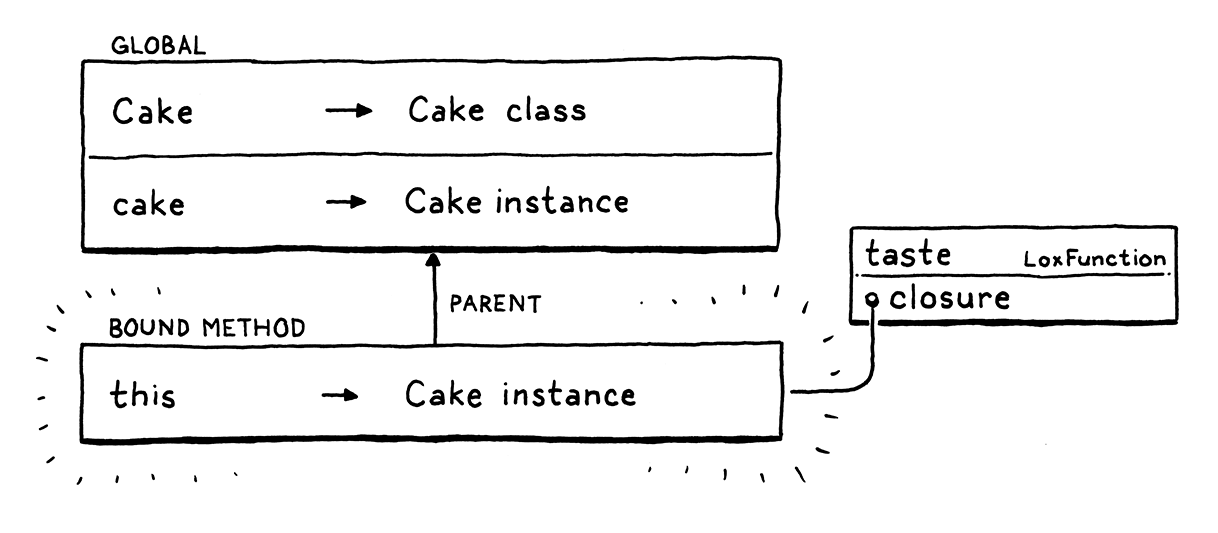 GLOBAL
Cake → Cake class
cake → Cake instance
PARENT
BOUND METHOD
this → Cake instance
taste LoxFunction
closure